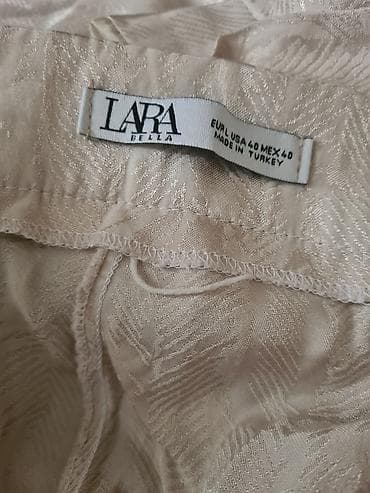 LARA
BELLA
EUR L USA 40 MEX 40
MADE IN TURKEY